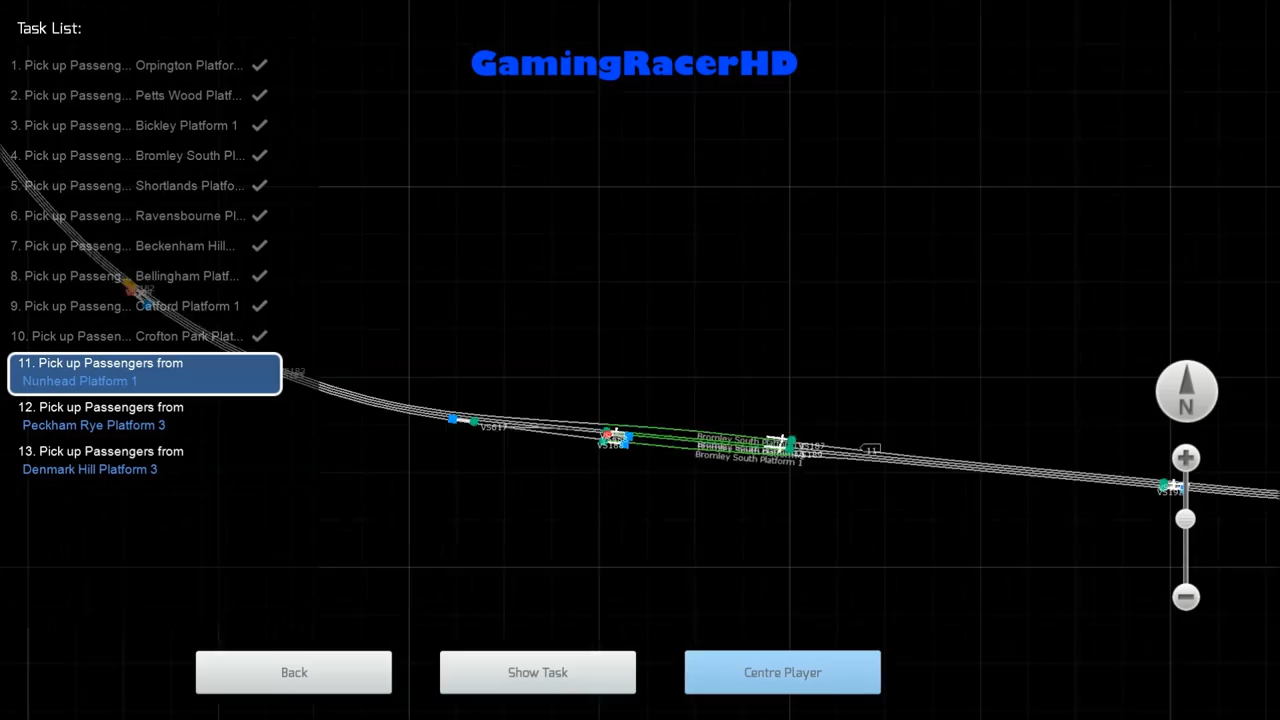 Task List:
GamingRacerHD
1. Pick up Passeng... Orpington Platfor...
2. Pick up Passeng... Petts Wood Platf...
3. Pick up Passeng... Bickley Platform 1
4. Pick up Passeng... Bromley South Pl...
5. Pick up Passeng... Shortlands Platfo...
6. Pick up Passeng... Ravensbourne Pl...
7. Pick up Passeng... Beckenham Hill...
8. Pick up Passeng... Bellingham Platf...
9. Pick up Passeng... Catford Platform 1
10. Pick up Passen... Crofton Park Plat...
11. Pick up Passengers from
Nunhead Platform 1
12. Pick up Passengers from
Peckham Rye Platform 3
13. Pick up Passengers from
Denmark Hill Platform 3
VS617
Bromley South
VS187
11
Bromley South Platform 1
N
Back
Show Task
Centre Player